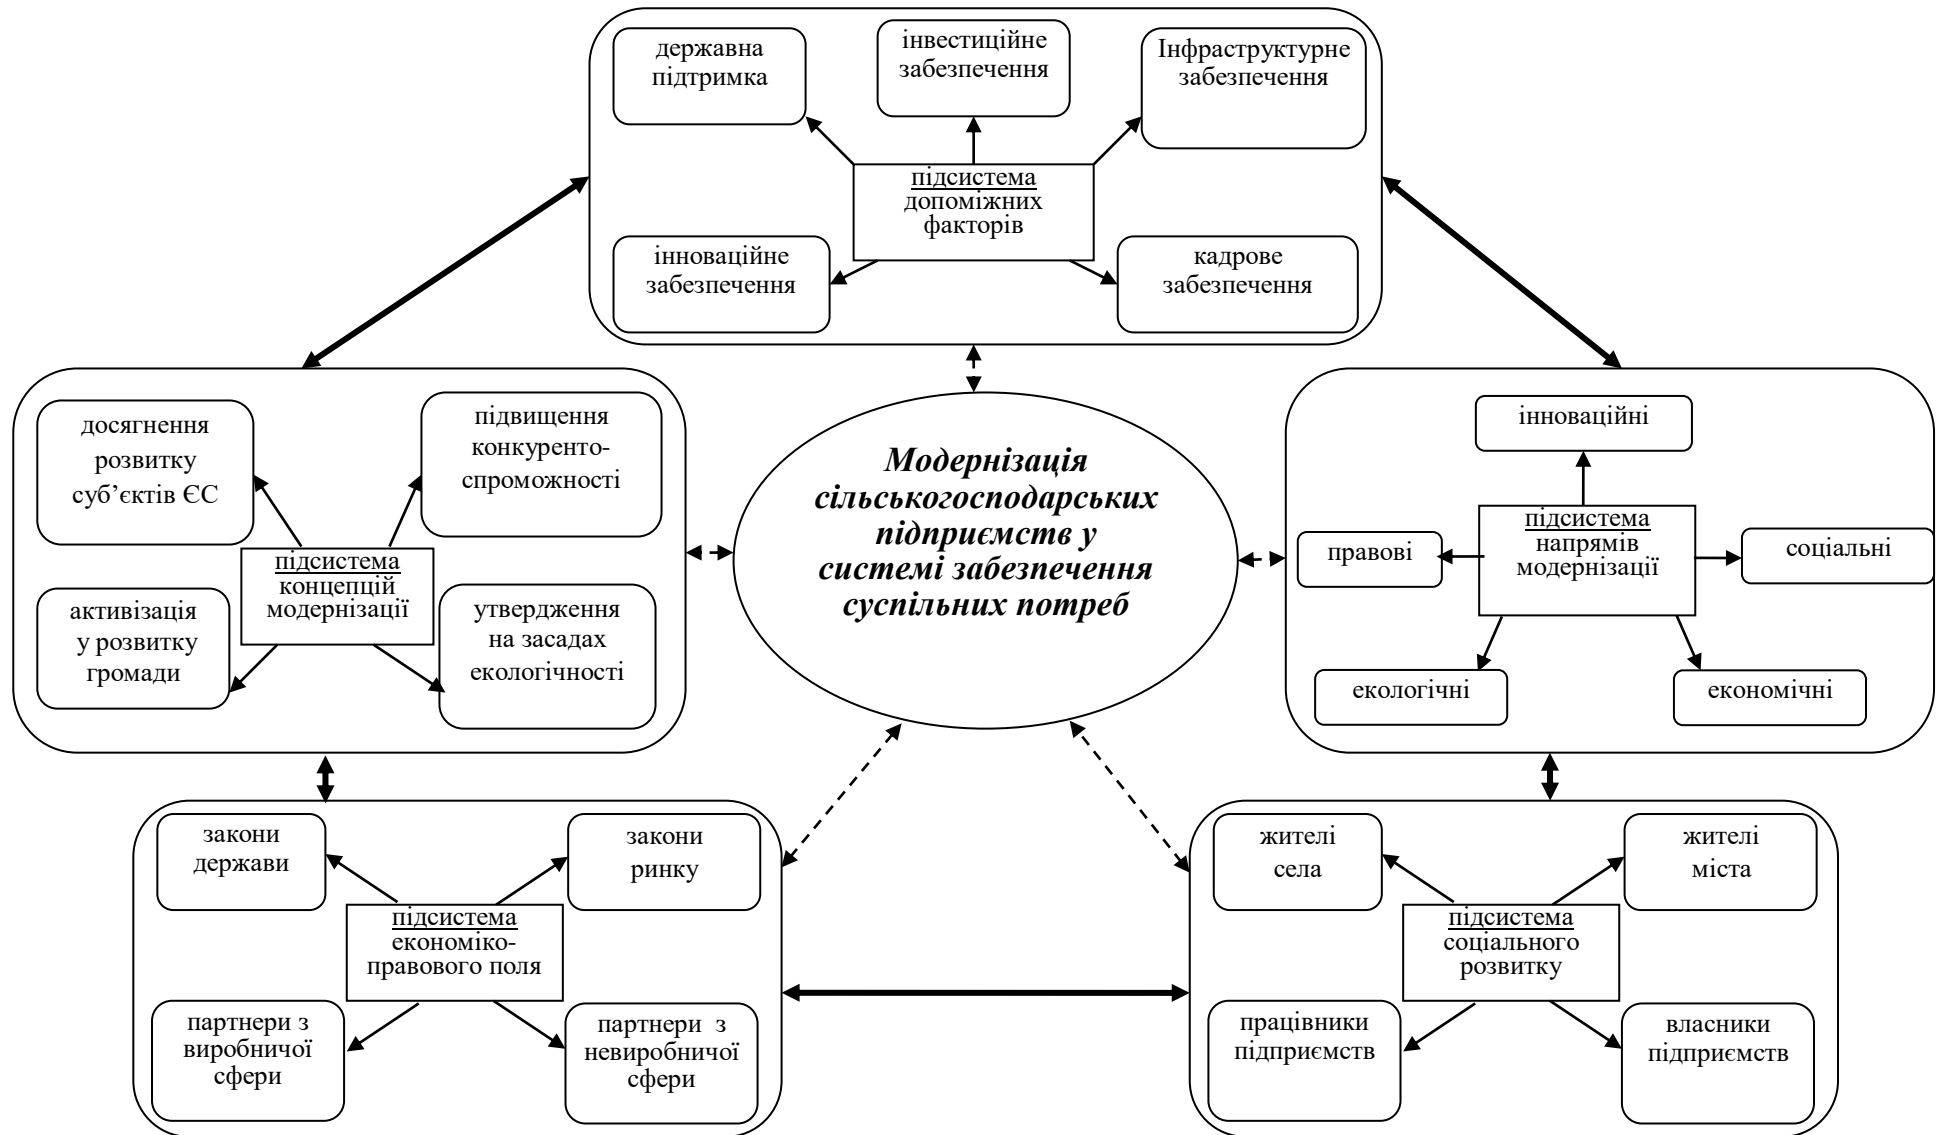 державна
підтримка
інвестиційне
забезпечення
Інфраструктурне
забезпечення
підсистема
допоміжних
факторів
інноваційне
забезпечення
кадрове
забезпечення
досягнення
розвитку
суб’єктів ЄС
підвищення
конкуренто-
спроможності
підсистема
концепцій
модернізації
активізація
у розвитку
громади
утвердження
на засадах
екологічності
Модернізація
сільськогосподарських
підприємств у
системі забезпечення
суспільних потреб
інноваційні
підсистема
напрямів
модернізації
правові
соціальні
екологічні
економічні
закони
держави
закони
ринку
підсистема
економіко-
правового поля
партнери з
виробничої
сфери
партнери з
невиробничої
сфери
жителі
села
жителі
міста
підсистема
соціального
розвитку
працівники
підприємств
власники
підприємств